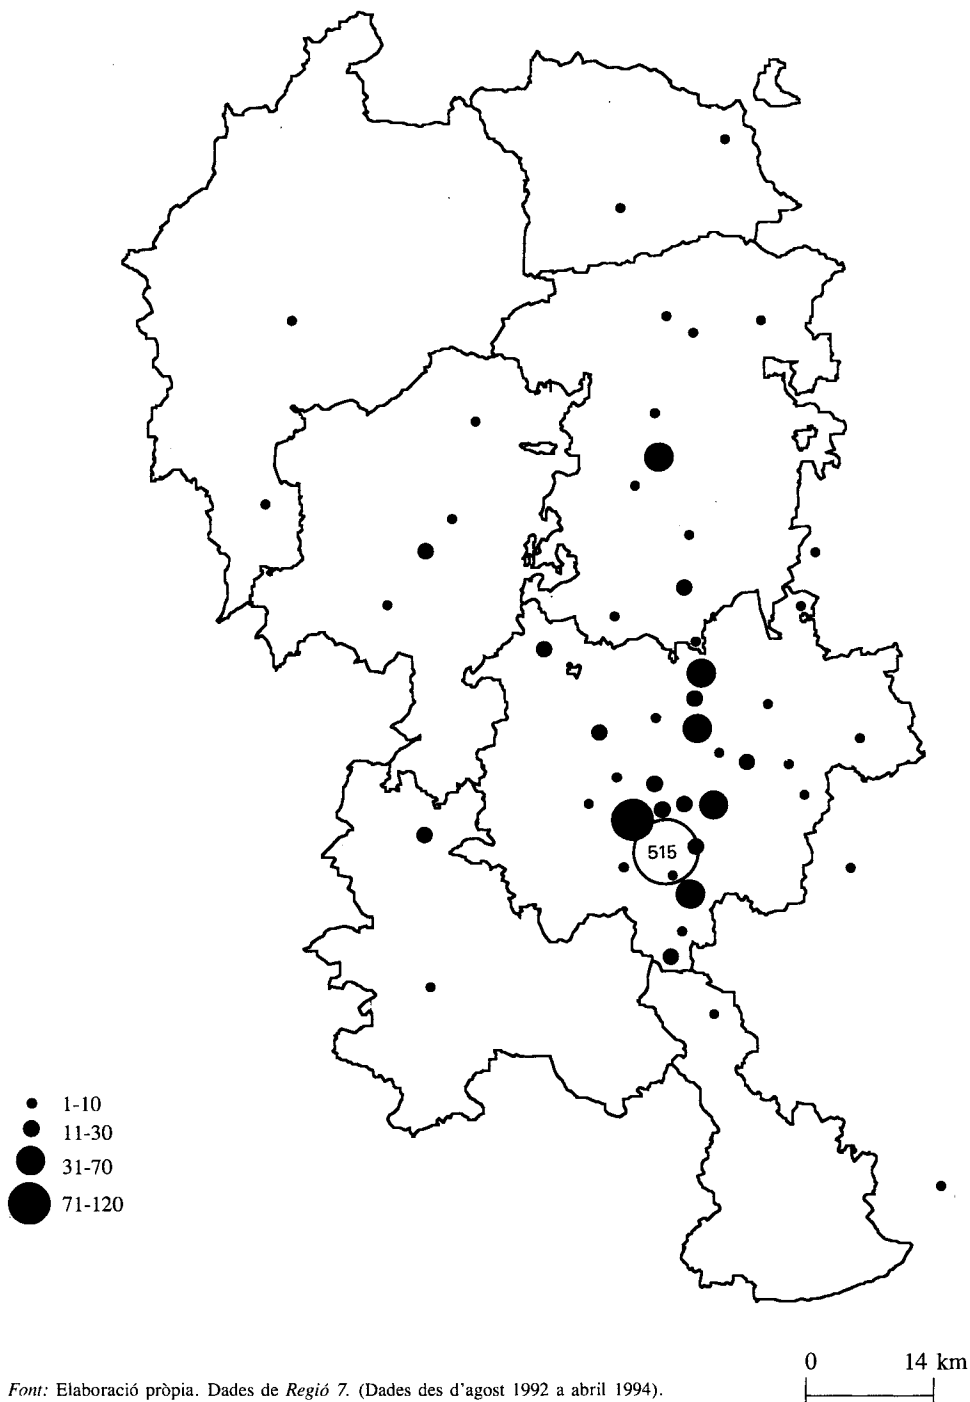 515
1-10
11-30
31-70
71-120
0 14 km
Font: Elaboració pròpia. Dades de Regió 7. (Dades des d'agost 1992 a abril 1994).